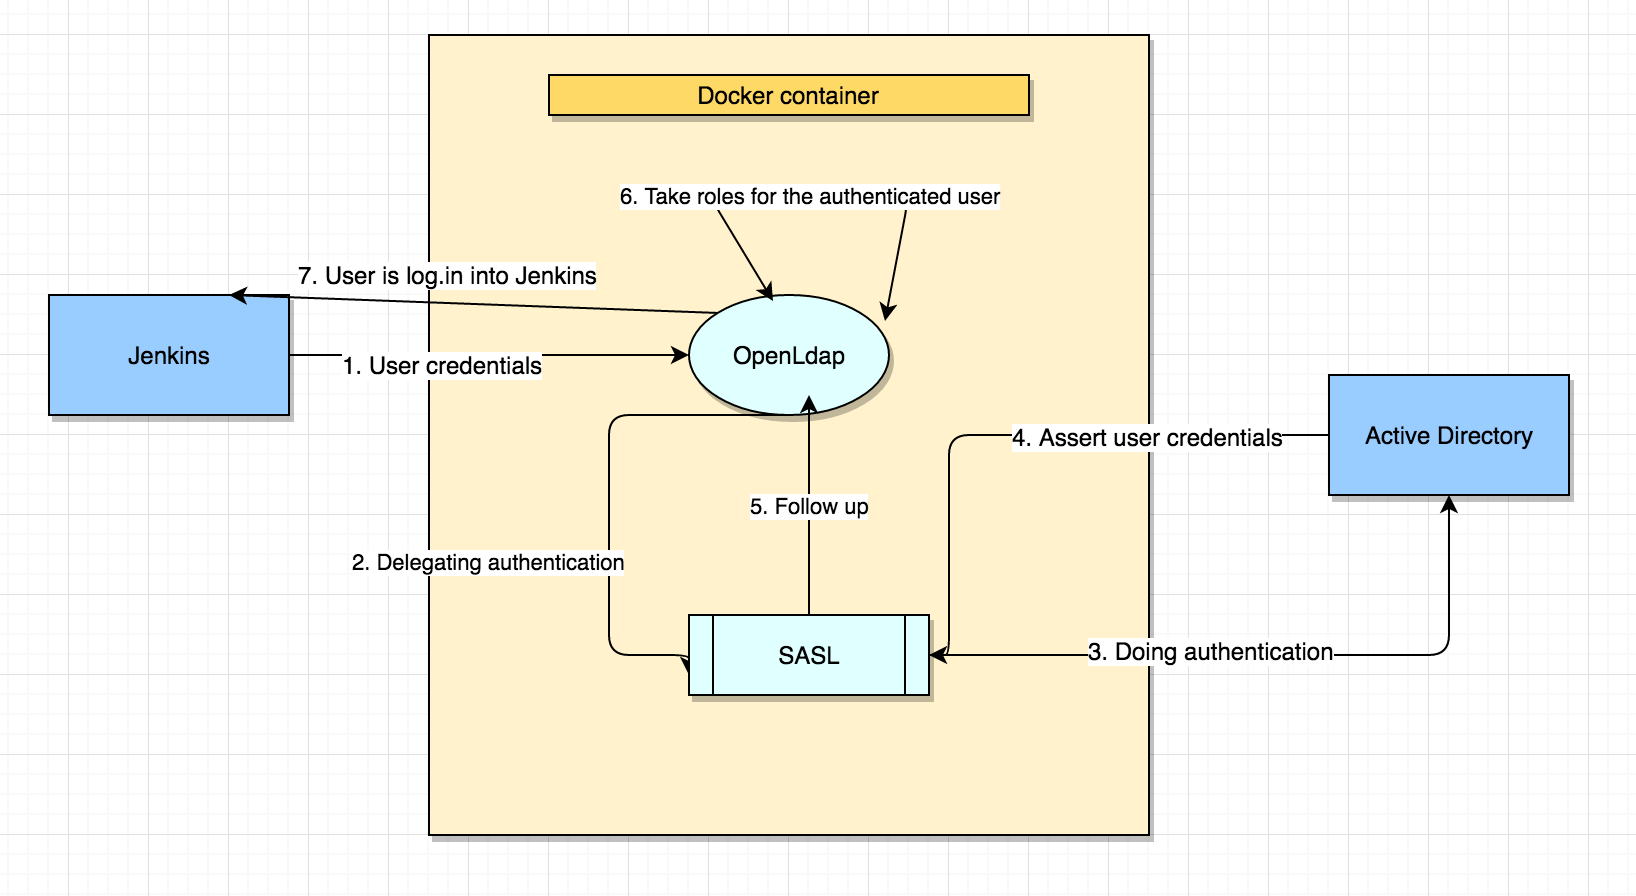 Docker container
6. Take roles for the authenticated user
7. User is log.in into Jenkins
Jenkins
1. User credentials
OpenLdap
4. Assert user credentials
Active Directory
5. Follow up
2. Delegating authentication
SASL
3. Doing authentication